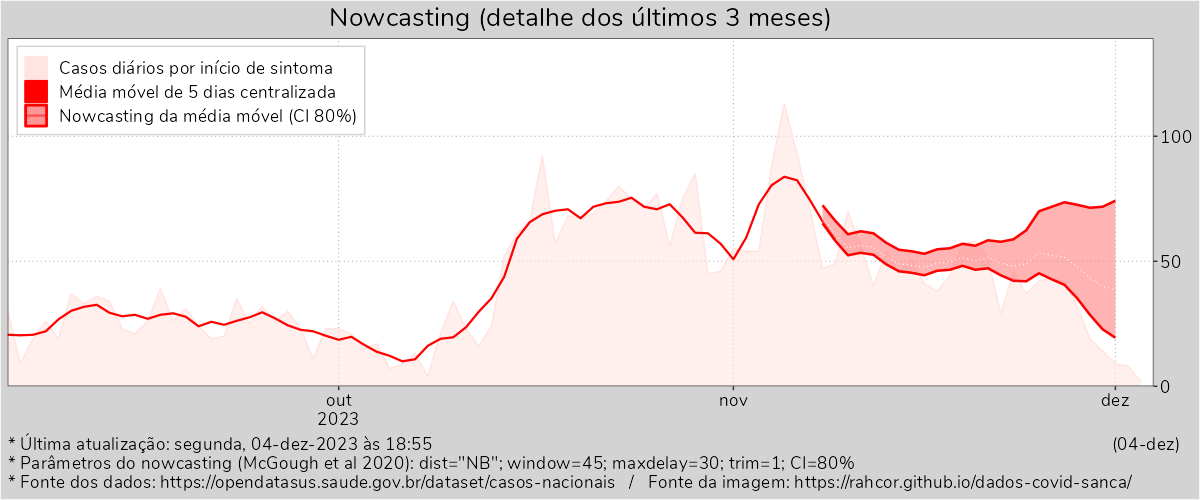 Nowcasting (detalhe dos últimos 3 meses)
Casos diários por início de sintoma
Média móvel de 5 dias centralizada
Nowcasting da média móvel (CI 80%)
100
50
0
out
2023
nov
dez
* Última atualização: segunda, 04-dez-2023 às 18:55
(04-dez)
* Parâmetros do nowcasting (McGough et al 2020): dist="NB"; window=45; maxdelay=30; trim=1; CI=80%
* Fonte dos dados: https://opendatasus.saude.gov.br/dataset/casos-nacionais / Fonte da imagem: https://rahcor.github.io/dados-covid-sanca/